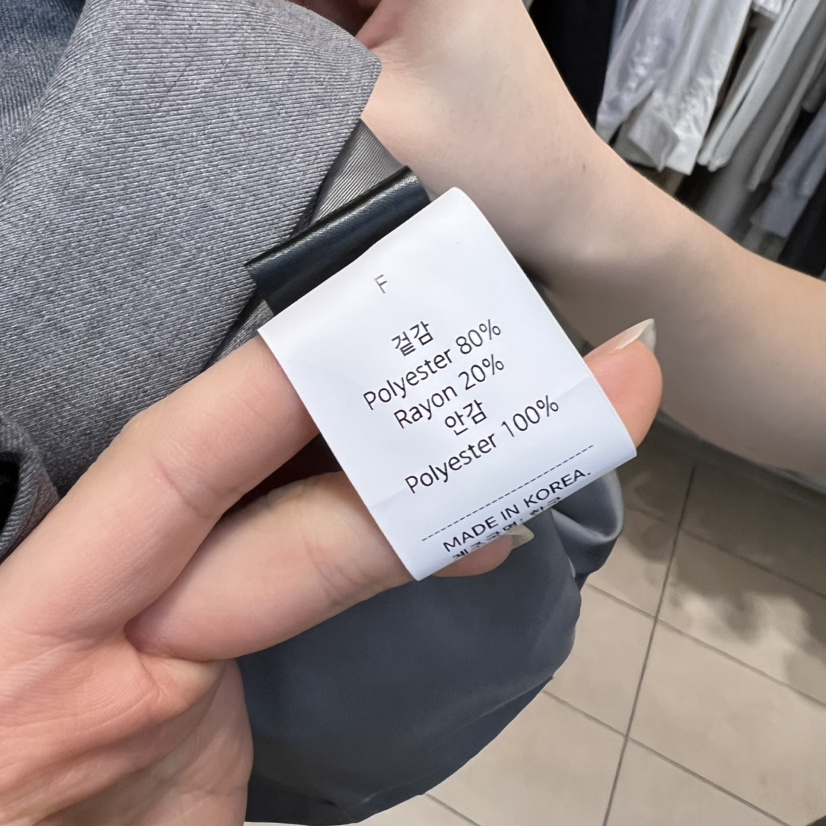 F
겉감
Polyester 80%
Rayon 20%
안감
Polyester 100%
MADE IN KOREA.